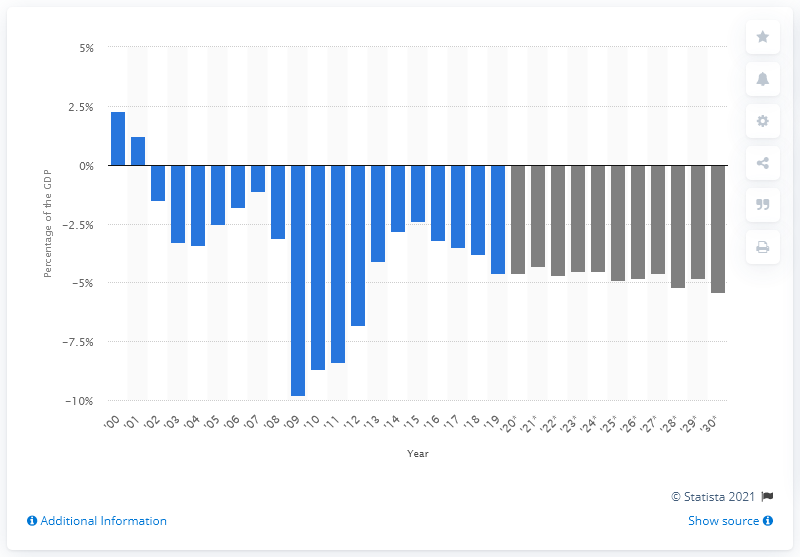 5%
2.5%
0%
−2.5%
−5%
−7.5%
−10%
Percentage of the GDP
'00 '01 '02 '03 '04 '05 '06 '07 '08 '09 '10 '11 '12 '13 '14 '15 '16 '17 '18 '19 '20* '21* '22* '23* '24* '25* '26* '27* '28* '29* '30*
Year
© Statista 2021
Additional Information
Show source